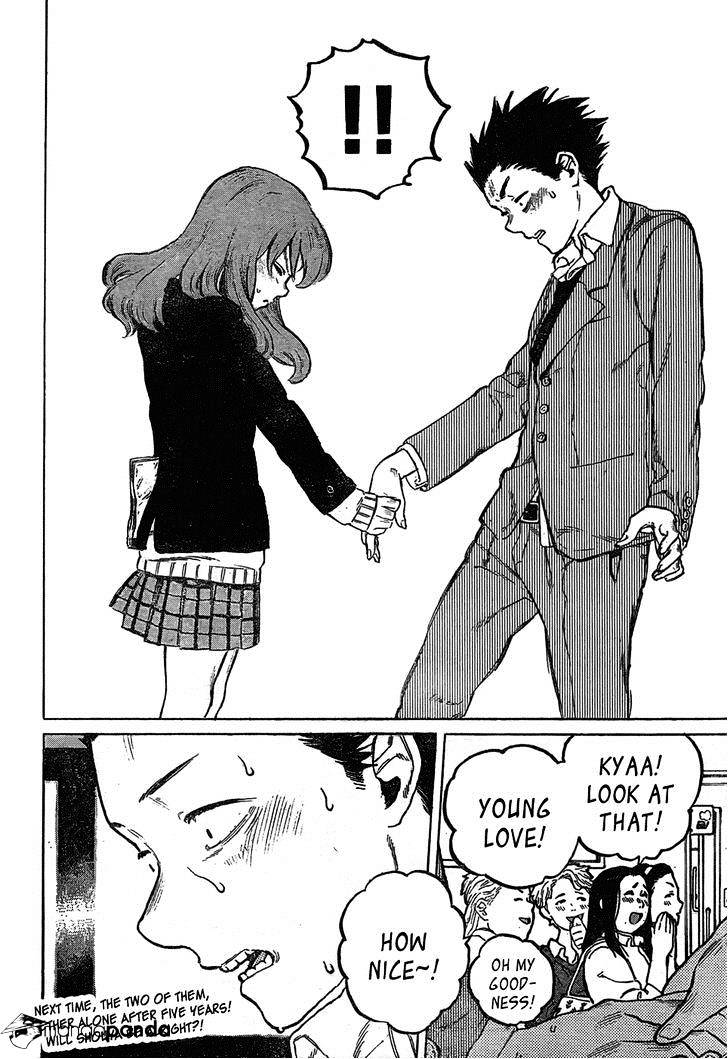 !!
KYAA!
LOOK AT
THAT!
YOUNG
LOVE!
OH MY
GOOD-
NESS!
HOW
NICE~!
NEXT TIME, THE TWO OF THEM,
ALONE AFTER FIVE YEARS!
WILL
panda